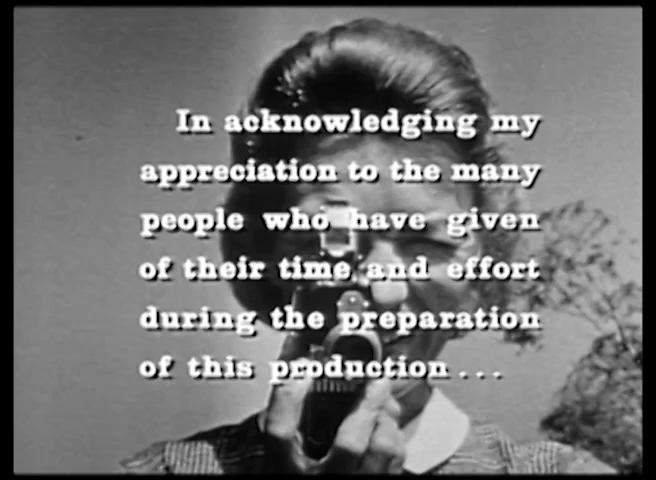 In acknowledging my
appreciation to the many
people who have given
of their time and effort
during the preparation
of this production...